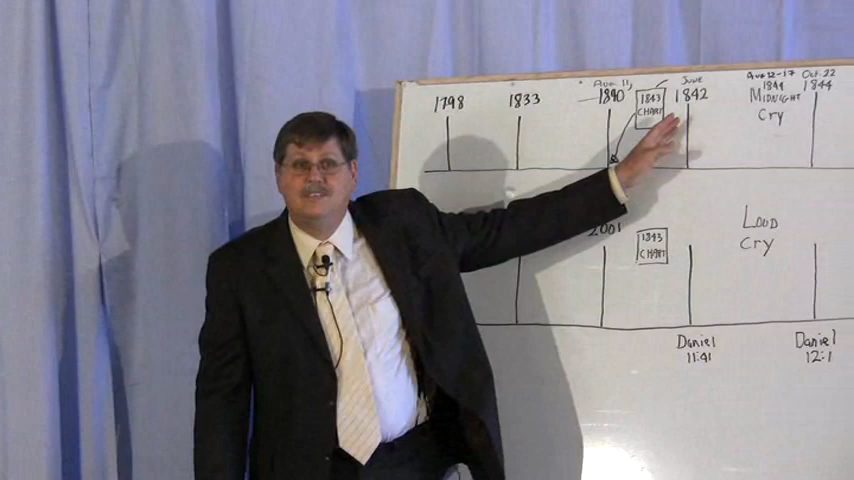 Aug 12-17 Oct. 22
Aug. 11, June 1844 1844
1798 1833 1840 1843 1842 MIDNIGHT
CHART Cry
2001 1843 LOUD
CHART Cry
Daniel Daniel
11:41 12:1